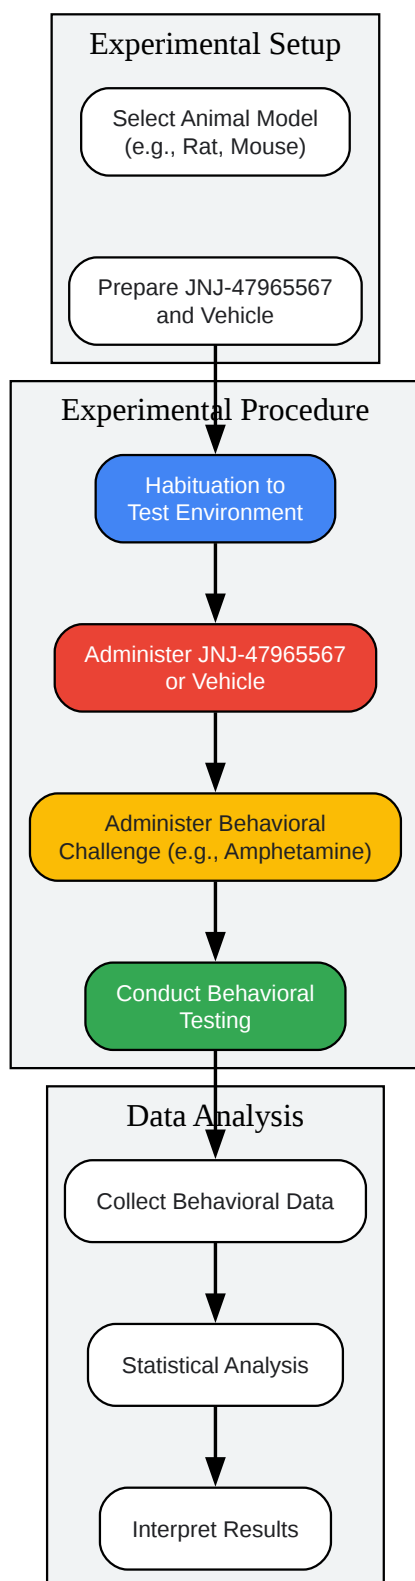 Experimental Setup
Select Animal Model
(e.g., Rat, Mouse)
Prepare JNJ-47965567
and Vehicle
Experimental Procedure
Habituation to
Test Environment
Administer JNJ-47965567
or Vehicle
Administer Behavioral
Challenge (e.g., Amphetamine)
Conduct Behavioral
Testing
Data Analysis
Collect Behavioral Data
Statistical Analysis
Interpret Results